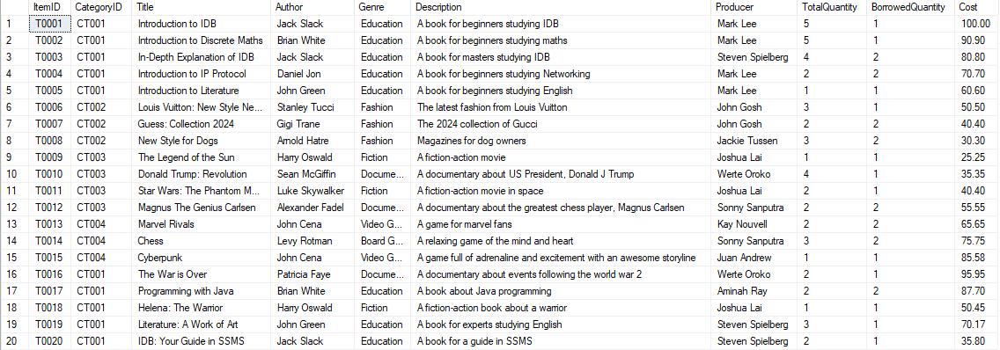 ItemID CategoryID Title Author Genre Description Producer TotalQuantity BorrowedQuantity Cost
1 T0001 CT001 Introduction to IDB Jack Slack Education A book for beginners studying IDB Mark Lee 5 1 100.00
2 T0002 CT001 Introduction to Discrete Maths Brian White Education A book for beginners studying maths Mark Lee 5 2 90.90
3 T0003 CT001 In-Depth Explanation of IDB Jack Slack Education A book for masters studying IDB Steven Spielberg 4 2 80.80
4 T0004 CT001 Introduction to IP Protocol Daniel Jon Education A book for beginners studying Networking Mark Lee 2 2 70.70
5 T0005 CT001 Introduction to Literature John Green Education A book for beginners studying English Mark Lee 1 1 60.60
6 T0006 CT002 Louis Vuitton: New Style Ne... Stanley Tucci Fashion The latest fashion from Louis Vuitton John Gosh 3 1 50.50
7 T0007 CT002 Guess: Collection 2024 Gigi Trane Fashion The 2024 collection of Gucci John Gosh 2 2 40.40
8 T0008 CT002 New Style for Dogs Arnold Hatre Fashion Magazines for dog owners Jackie Tussen 3 2 30.30
9 T0009 CT003 The Legend of the Sun Harry Oswald Fiction A fiction-action movie Joshua Lai 1 1 25.25
10 T0010 CT003 Donald Trump: Revolution Sean McGiffin Docume... A documentary about US President, Donald J Trump Werte Oroko 4 1 35.35
11 T0011 CT003 Star Wars: The Phantom M... Luke Skywalker Fiction A fiction-action movie in space Joshua Lai 2 1 40.40
12 T0012 CT003 Magnus The Genius Carlsen Alexander Fadel Docume... A documentary about the greatest chess player, Magnus Carlsen Sonny Sanputra 2 2 55.55
13 T0013 CT004 Marvel Rivals John Cena Video G... A game for marvel fans Kay Nouvell 2 2 65.65
14 T0014 CT004 Chess Levy Rotman Board G... A relaxing game of the mind and heart Sonny Sanputra 3 2 75.75
15 T0015 CT004 Cyberpunk John Cena Video G... A game full of adrenaline and excitement with an awesome storyline Juan Andrew 1 1 85.58
16 T0016 CT001 The War is Over Patricia Faye Docume... A documentary about events following the world war 2 Werte Oroko 2 1 95.95
17 T0017 CT001 Programming with Java Brian White Education A book about Java programming Aminah Ray 2 2 87.70
18 T0018 CT001 Helena: The Warrior Harry Oswald Fiction A fiction-action book about a warrior Joshua Lai 1 1 50.45
19 T0019 CT001 Literature: A Work of Art John Green Education A book for experts studying English Steven Spielberg 3 1 70.17
20 T0020 CT001 IDB: Your Guide in SSMS Jack Slack Education A book for a guide in SSMS Steven Spielberg 2 1 35.80